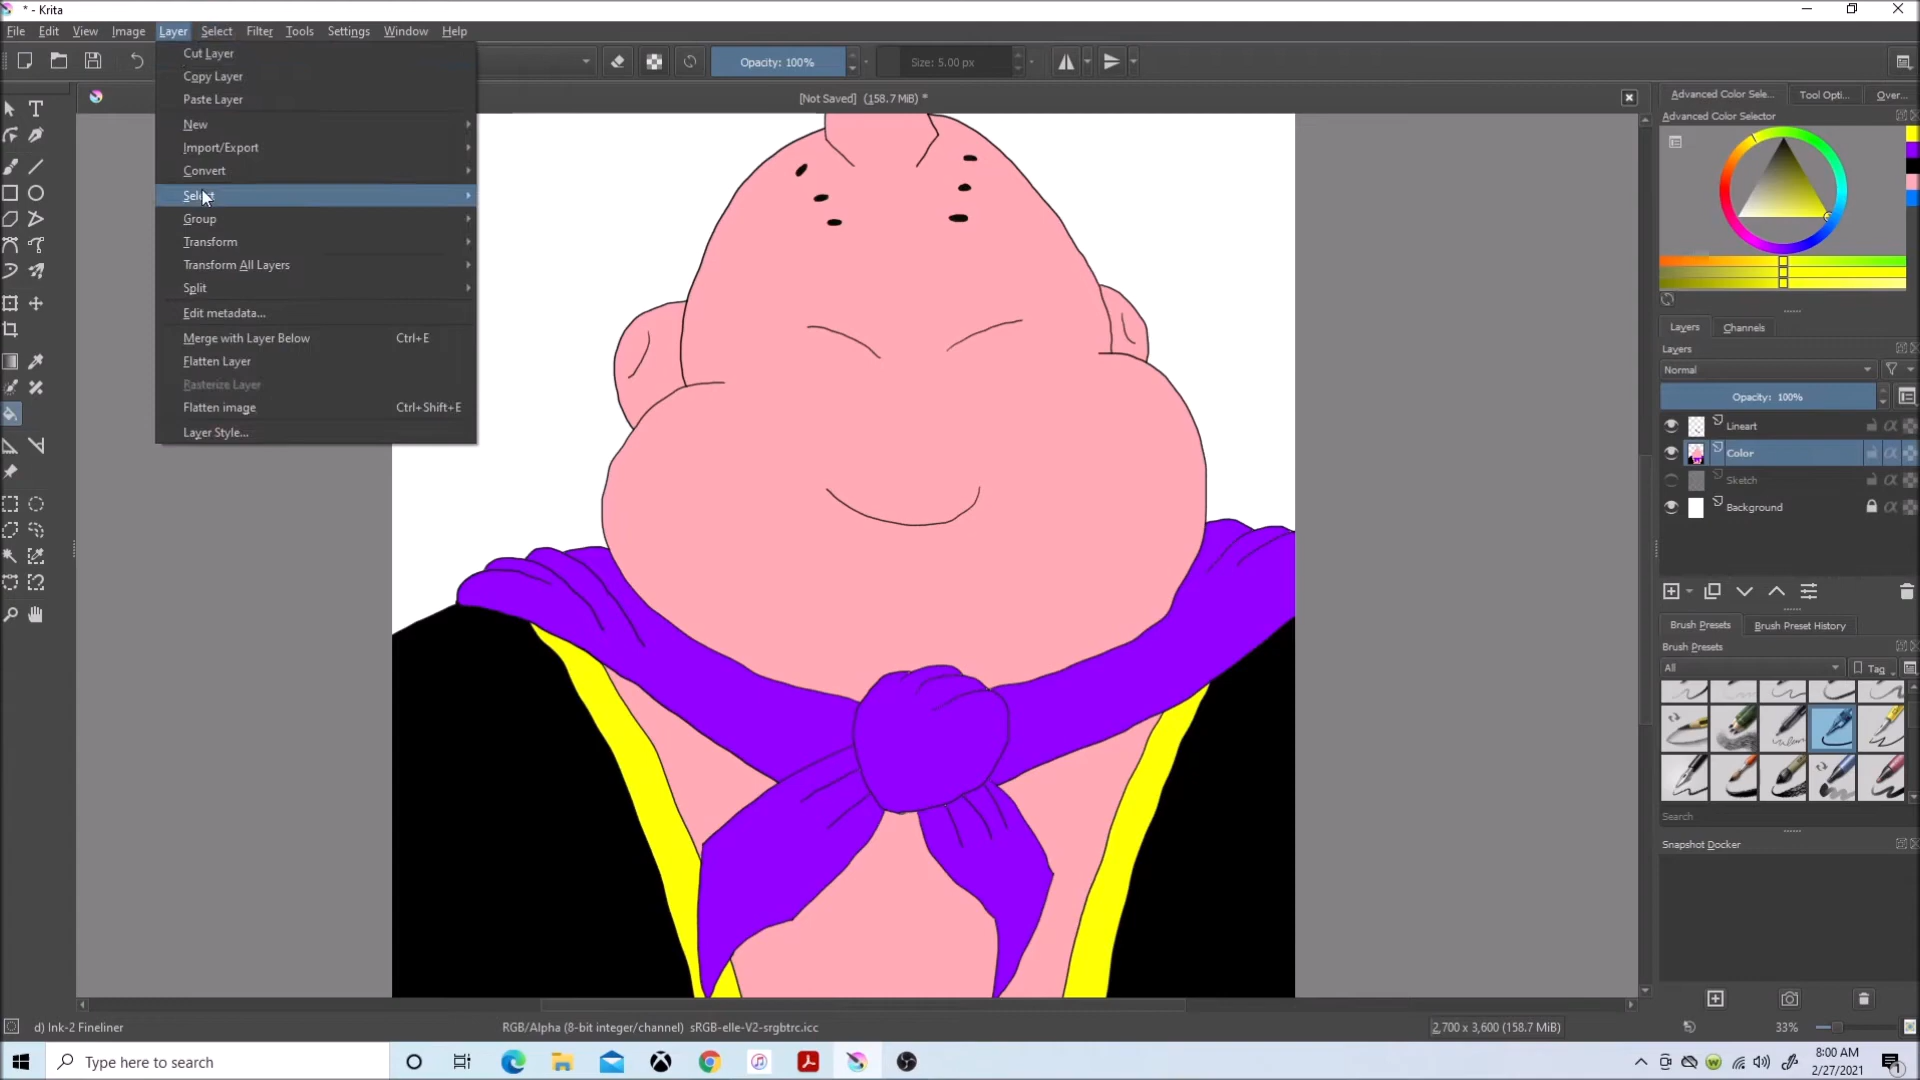 * - Krita
File Edit View Image Layer Select Filter Tools Settings Window Help
Opacity: 100%
Size: 5.00 px
[Not Saved] (158.7 MiB) *
Cut Layer
Copy Layer
Paste Layer
New
Import/Export
Convert
Select
Group
Transform
Transform All Layers
Split
Edit metadata...
Merge with Layer Below Ctrl+E
Flatten Layer
Rasterize Layer
Flatten image Ctrl+Shift+E
Layer Style...
Advanced Color Sele... Tool Opti... Over...
Advanced Color Selector
Layers Channels
Layers
Normal
Opacity: 100%
Lineart
Color
Sketch
Background
Brush Presets Brush Preset History
Brush Presets
All Tag
Search
Snapshot Docker
d) Ink-2 Fineliner
RGB/Alpha (8-bit integer/channel) sRGB-elle-V2-srgbtrc.icc
2,700 x 3,600 (158.7 MiB)
33%
Type here to search
8:00 AM
2/27/2021
1